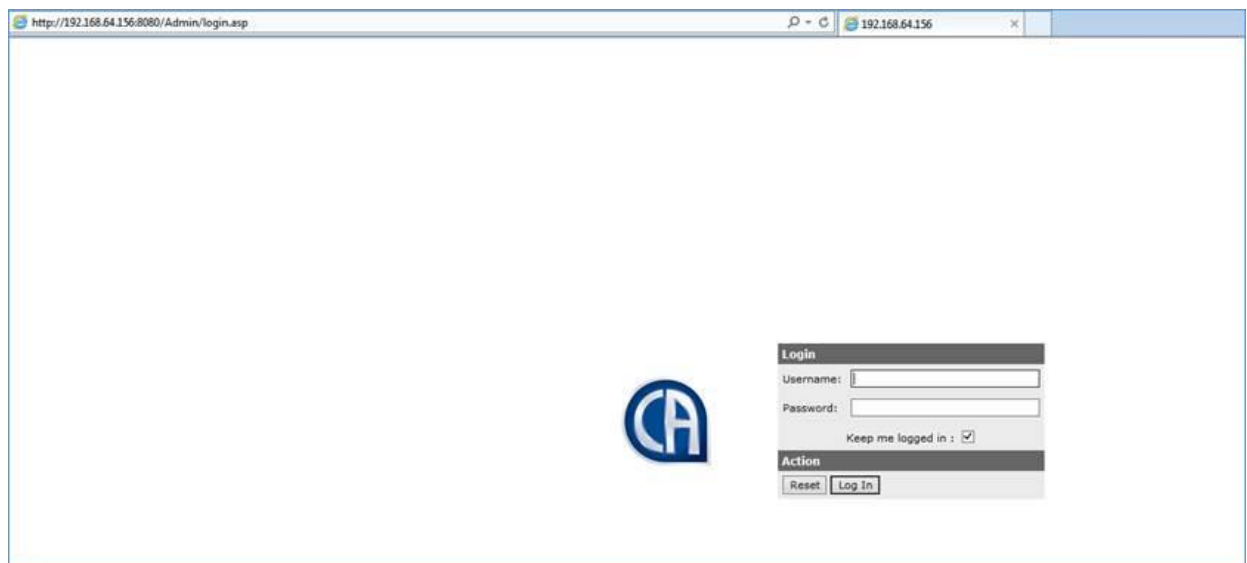 http://192.168.64.156:8080/Admin/login.asp
192.168.64.156
Login
Username:
Password:
CA
Keep me logged in :
Action
Reset Log In